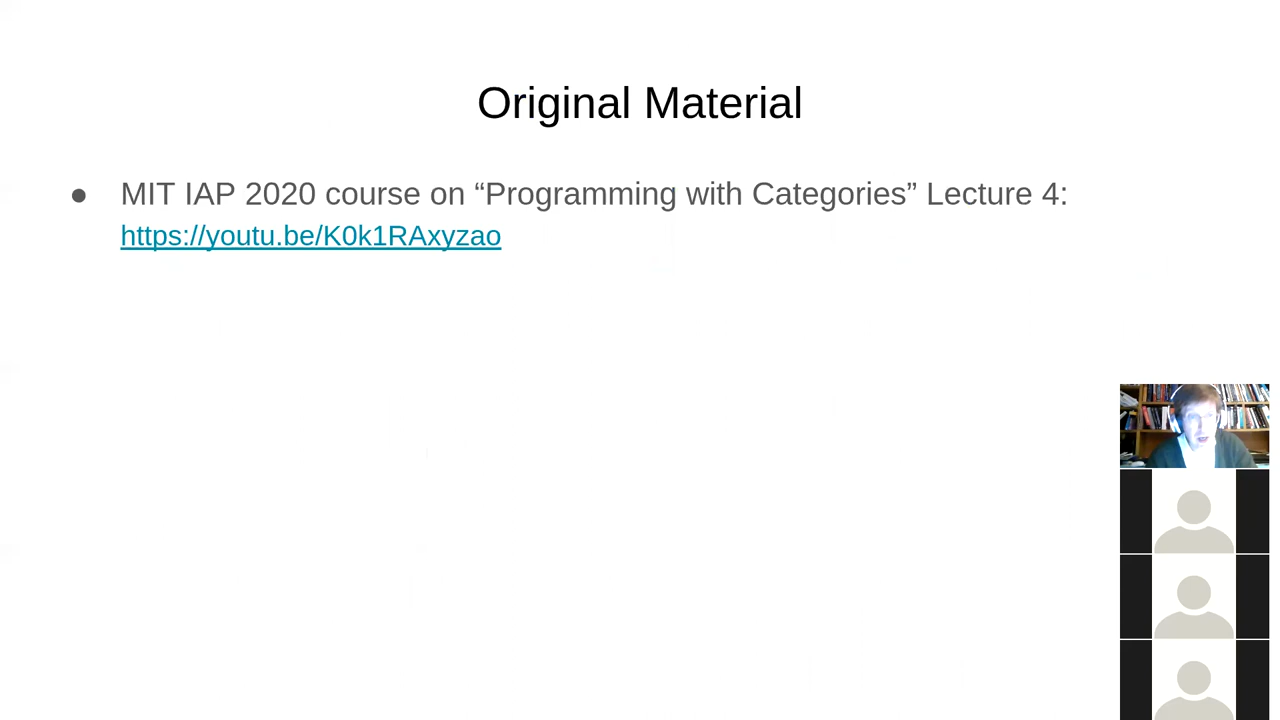 Original Material
● MIT IAP 2020 course on “Programming with Categories” Lecture 4:
https://youtu.be/K0k1RAxyzao